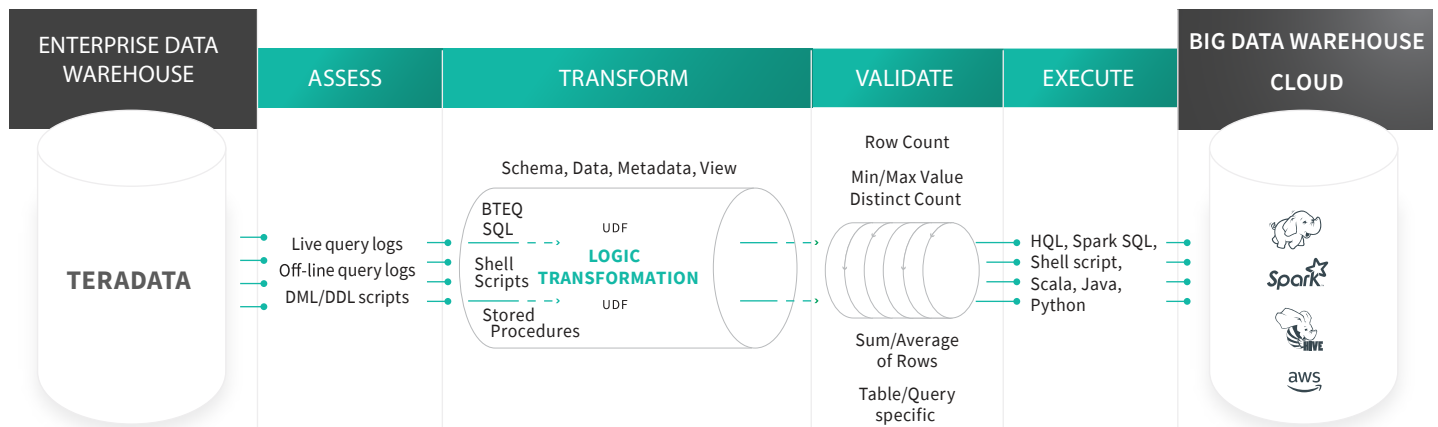 ENTERPRISE DATA
WAREHOUSE
ASSESS
TRANSFORM
VALIDATE
EXECUTE
BIG DATA WAREHOUSE
CLOUD
TERADATA
Live query logs
Off-line query logs
DML/DDL scripts
Schema, Data, Metadata, View
BTEQ
SQL
Shell
Scripts
Stored
Procedures
UDF
LOGIC
TRANSFORMATION
UDF
Row Count
Min/Max Value
Distinct Count
Sum/Average
of Rows
Table/Query
specific
HQL, Spark SQL,
Shell script,
Scala, Java,
Python
Spark
HIVE
aws